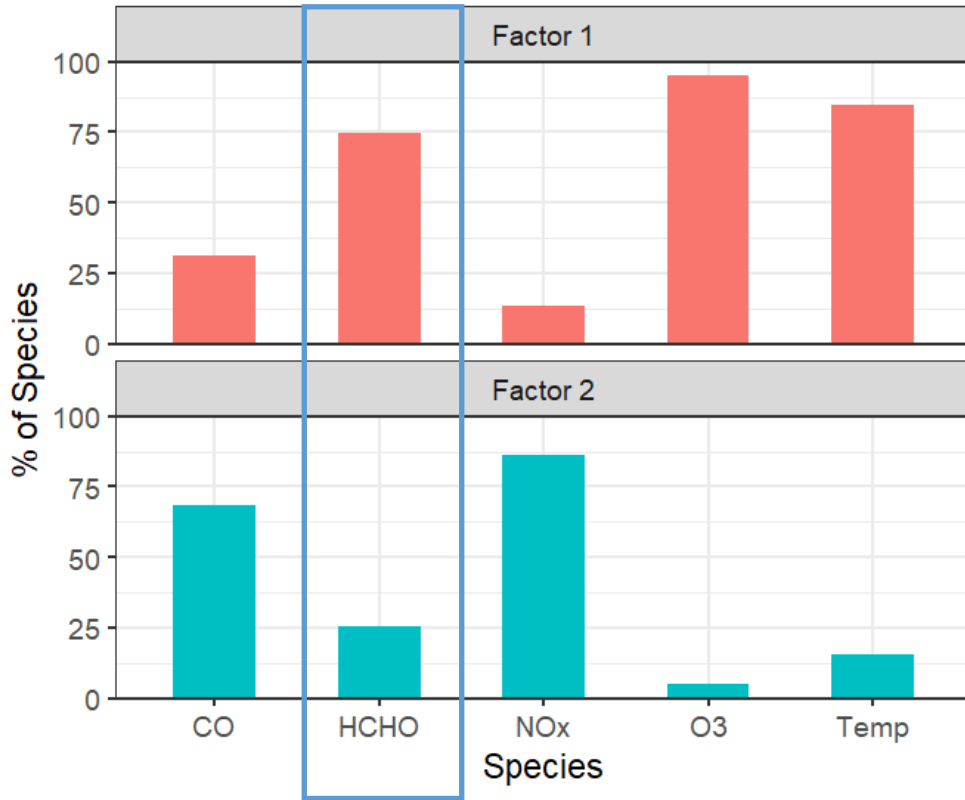 Factor 1
100
75
50
25
0
Factor 2
100
75
50
25
0
% of Species
CO HCHO NOx O3 Temp
Species